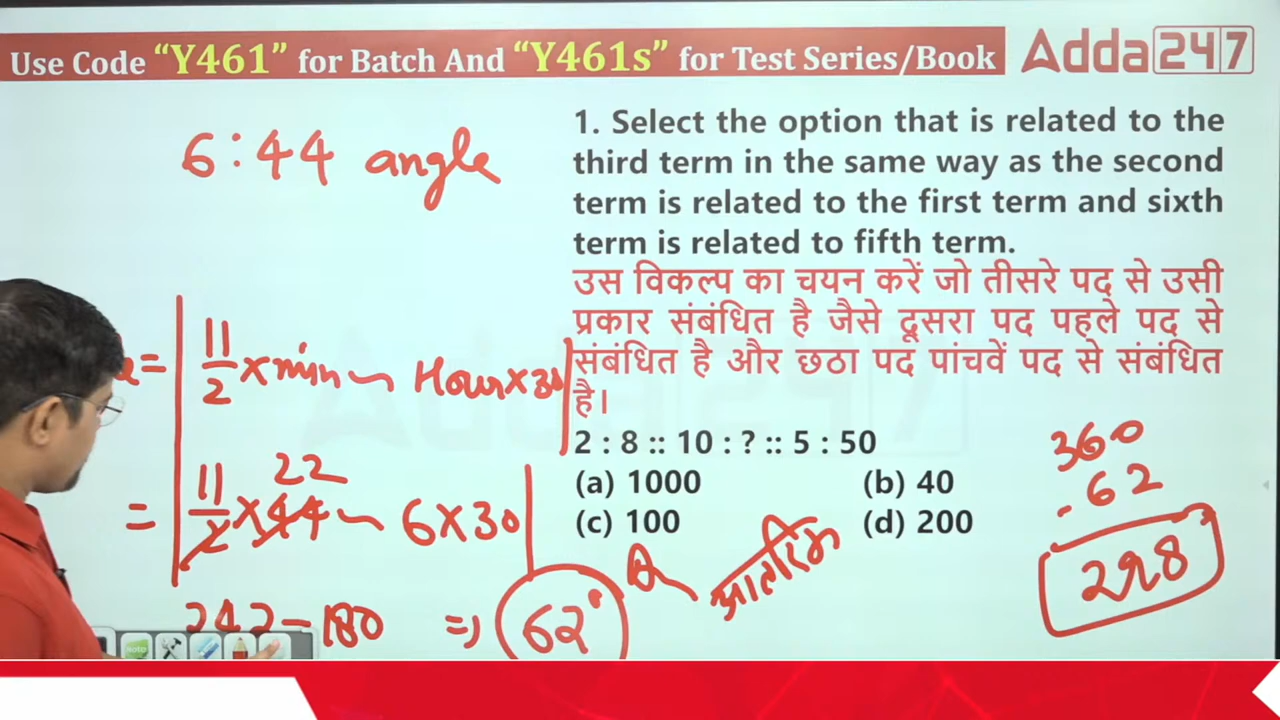 Use Code “Y461” for Batch And “Y461s” for Test Series/Book
Adda247
6:44 angle
1. Select the option that is related to the
third term in the same way as the second
term is related to the first term and sixth
term is related to fifth term.
उस विकल्प का चयन करें जो तीसरे पद से उसी
प्रकार संबंधित है जैसे दूसरा पद पहले पद से
संबंधित है और छठा पद पांचवें पद से संबंधित
है।
2 : 8 :: 10 : ? :: 5 : 50
(a) 1000 (b) 40
(c) 100 (d) 200
= | 11/2 × min ~ Hour×30 |
= | 11/2 × 44 ~ 6×30 |
22
242 - 180 ⇒ 62°
360
- 62
298